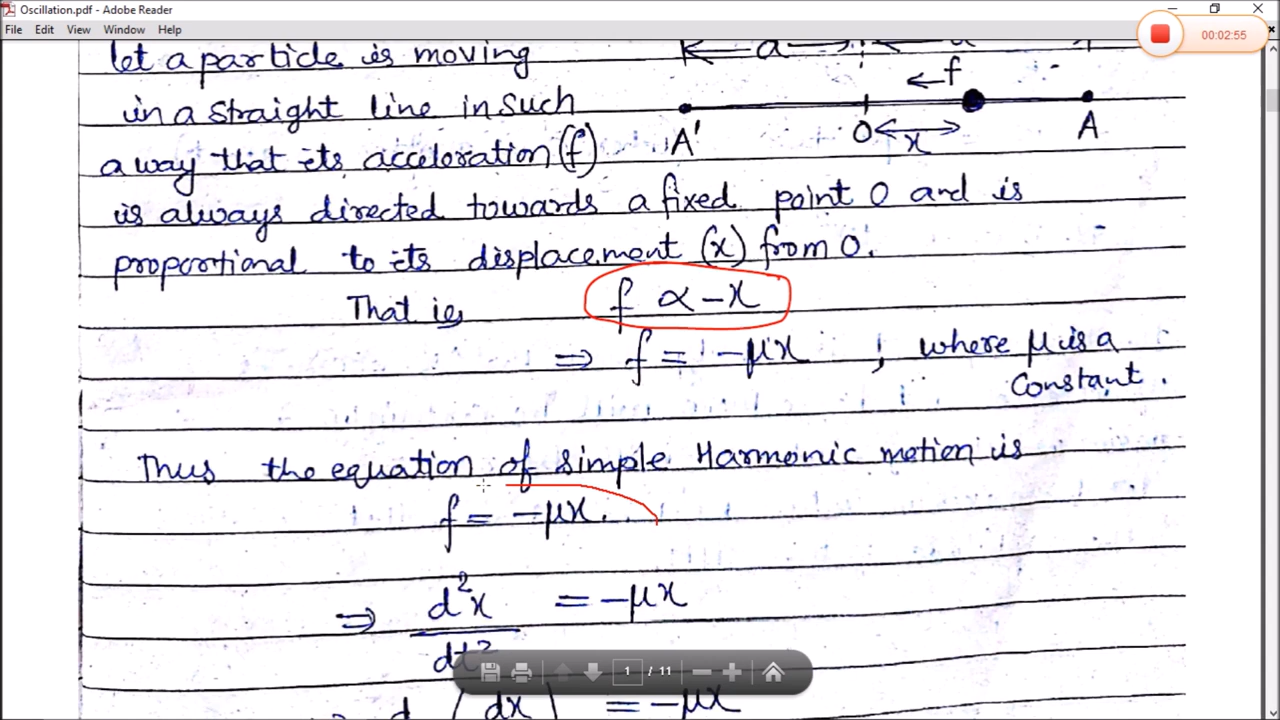 Oscillation.pdf - Adobe Reader
File Edit View Window Help
00:02:55
let a particle is moving
a
f
in a straight line in such
A' O x A
a way that its acceleration (f)
is always directed towards a fixed point O and is
proportional to its displacement (x) from O.
That is f ∝ -x
⇒ f = -μx , where μ is a
Constant.
Thus the equation of simple Harmonic motion is
f = -μx.
⇒ d²x/dt² = -μx
1 / 11
d (dx) = -μx